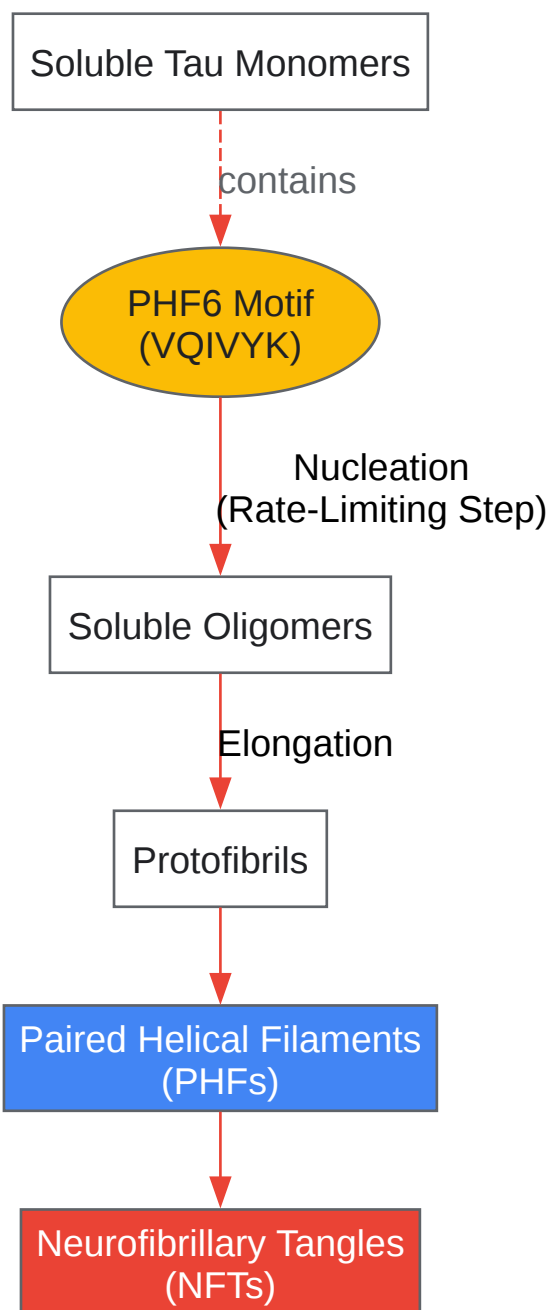 Soluble Tau Monomers
contains
PHF6 Motif
(VQIVYK)
Nucleation
(Rate-Limiting Step)
Soluble Oligomers
Elongation
Protofibrils
Paired Helical Filaments
(PHFs)
Neurofibrillary Tangles
(NFTs)